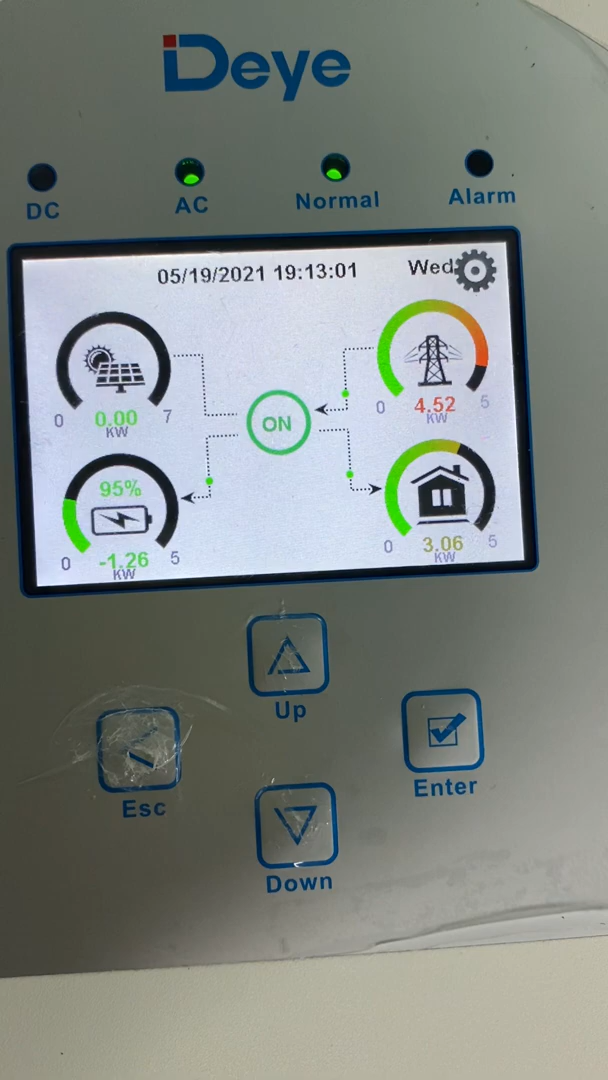 Deye
DC AC Normal Alarm
05/19/2021 19:13:01 Wed
0 0.00 7
KW
0 4.52 5
KW
ON
95%
0 -1.26 5
KW
0 3.06 5
KW
Up
Esc
Enter
Down